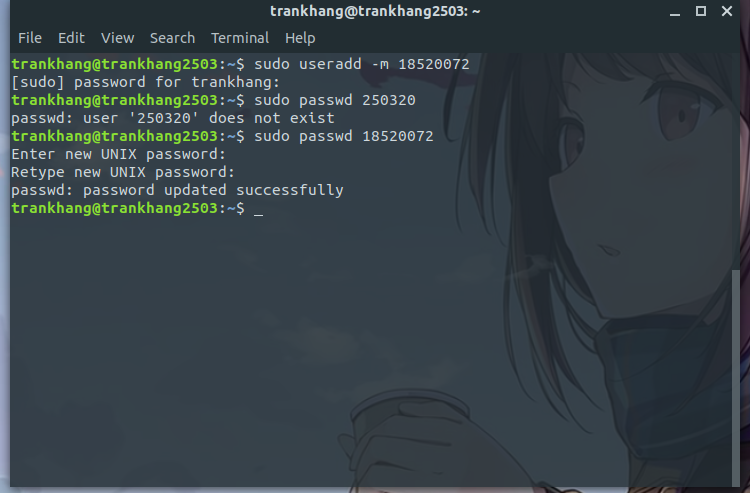 trankhang@trankhang2503: ~
File Edit View Search Terminal Help
trankhang@trankhang2503:~$ sudo useradd -m 18520072
[sudo] password for trankhang:
trankhang@trankhang2503:~$ sudo passwd 250320
passwd: user '250320' does not exist
trankhang@trankhang2503:~$ sudo passwd 18520072
Enter new UNIX password:
Retype new UNIX password:
passwd: password updated successfully
trankhang@trankhang2503:~$ _